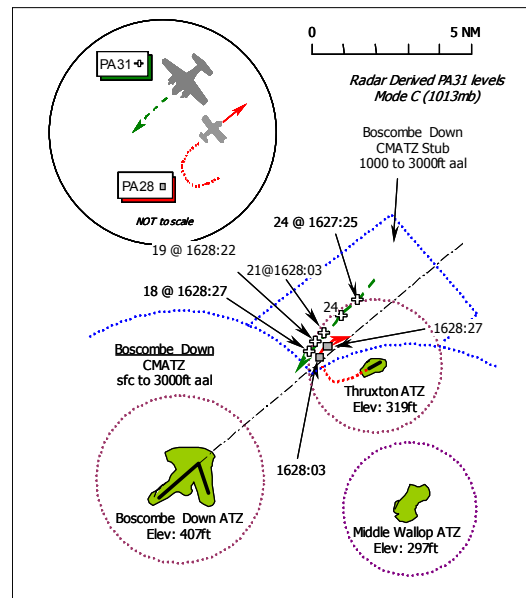 PA31
PA28
NOT to scale
0
5 NM
Radar Derived PA31 levels
Mode C (1013mb)
Boscombe Down
CMATZ Stub
1000 to 3000ft aal
24 @ 1627:25
19 @ 1628:22
21@1628:03
18 @ 1628:27
24
1628:27
Boscombe Down
CMATZ
sfc to 3000ft aal
Thruxton ATZ
Elev: 319ft
1628:03
Boscombe Down ATZ
Elev: 407ft
Middle Wallop ATZ
Elev: 297ft